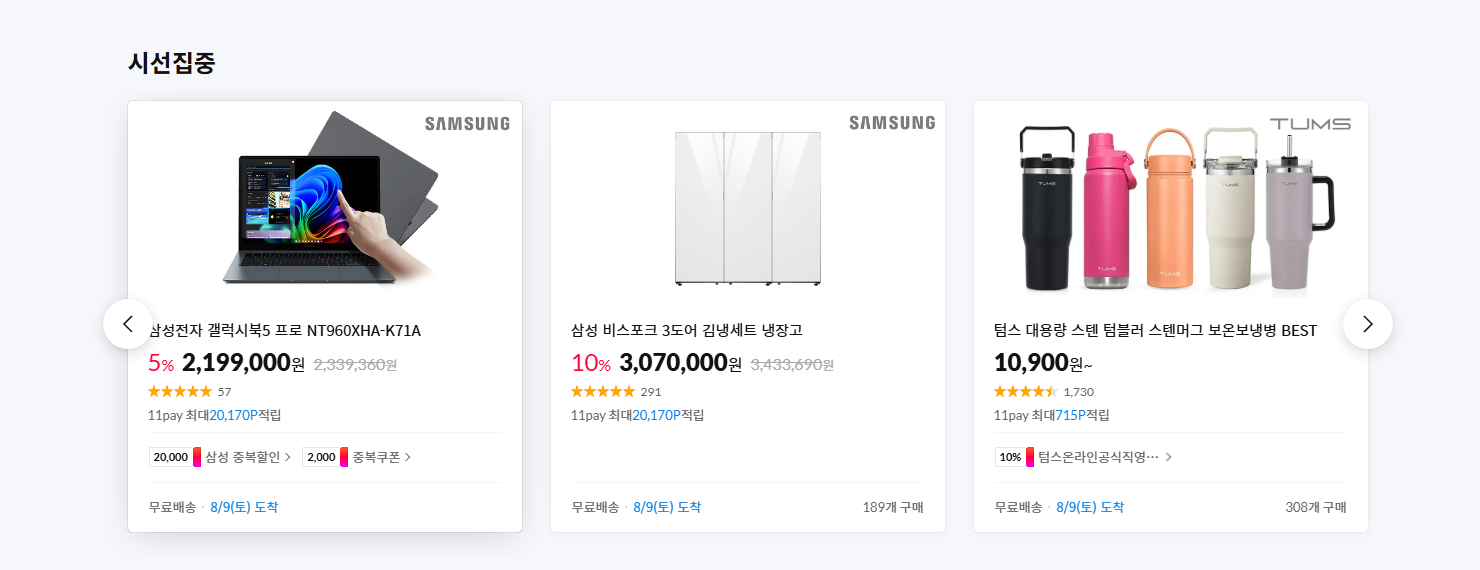 시선집중
SAMSUNG
삼성전자 갤럭시북5 프로 NT960XHA-K71A
5% 2,199,000원 2,339,360원
57
11pay 최대20,170P적립
20,000 삼성 중복할인 2,000 중복쿠폰
무료배송 · 8/9(토) 도착
SAMSUNG
삼성 비스포크 3도어 김냉세트 냉장고
10% 3,070,000원 3,433,690원
291
11pay 최대20,170P적립
무료배송 · 8/9(토) 도착 189개 구매
TUMS
TUMS
TUMS
TUMS
TUMS
TUMS
텀스 대용량 스텐 텀블러 스텐머그 보온보냉병 BEST
10,900원~
1,730
11pay 최대715P적립
10% 텀스온라인공식직영…
무료배송 · 8/9(토) 도착 308개 구매